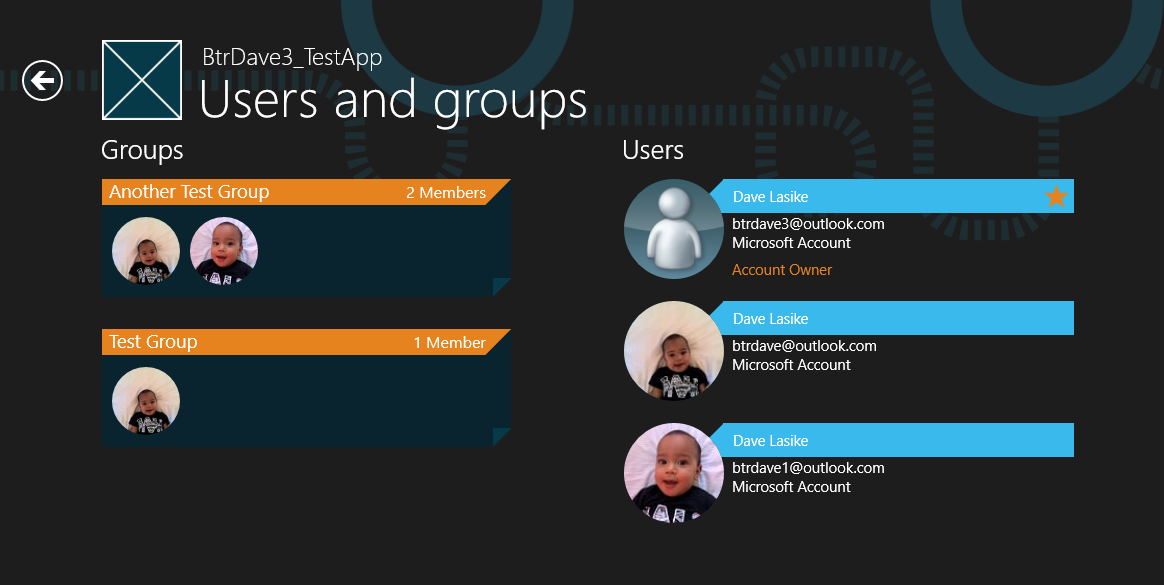 BtrDave3_TestApp
Users and groups
Groups
Another Test Group 2 Members
Test Group 1 Member
Users
Dave Lasike
btrdave3@outlook.com
Microsoft Account
Account Owner
Dave Lasike
btrdave@outlook.com
Microsoft Account
Dave Lasike
btrdave1@outlook.com
Microsoft Account